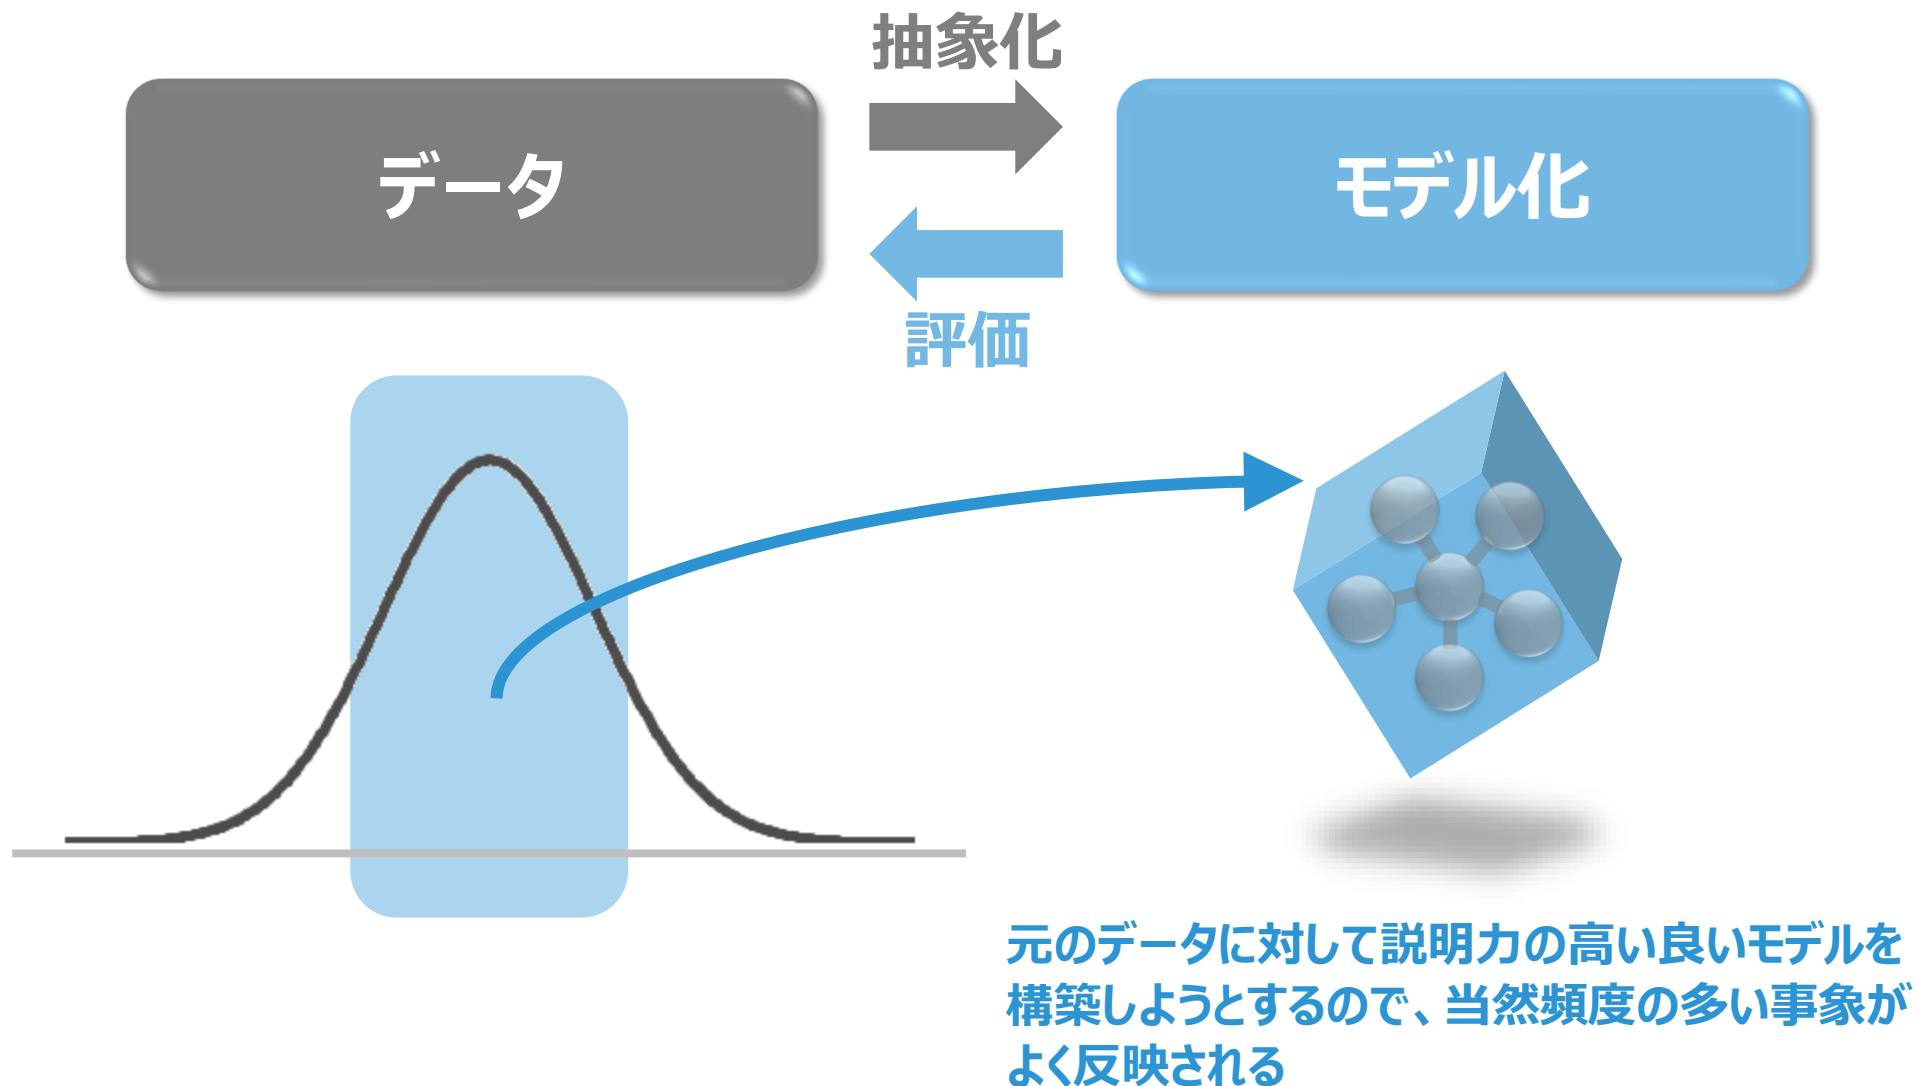 抽象化
データ
モデル化
評価
元のデータに対して説明力の高い良いモデルを
構築しようとするので、当然頻度の多い事象が
よく反映される